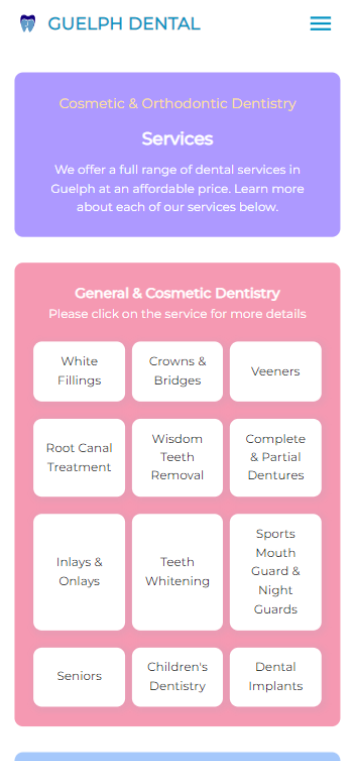 GUELPH DENTAL
Cosmetic & Orthodontic Dentistry
Services
We offer a full range of dental services in
Guelph at an affordable price. Learn more
about each of our services below.
General & Cosmetic Dentistry
Please click on the service for more details
White
Fillings
Crowns &
Bridges
Veeners
Root Canal
Treatment
Wisdom
Teeth
Removal
Complete
& Partial
Dentures
Inlays &
Onlays
Teeth
Whitening
Sports
Mouth
Guard &
Night
Guards
Seniors
Children's
Dentistry
Dental
Implants